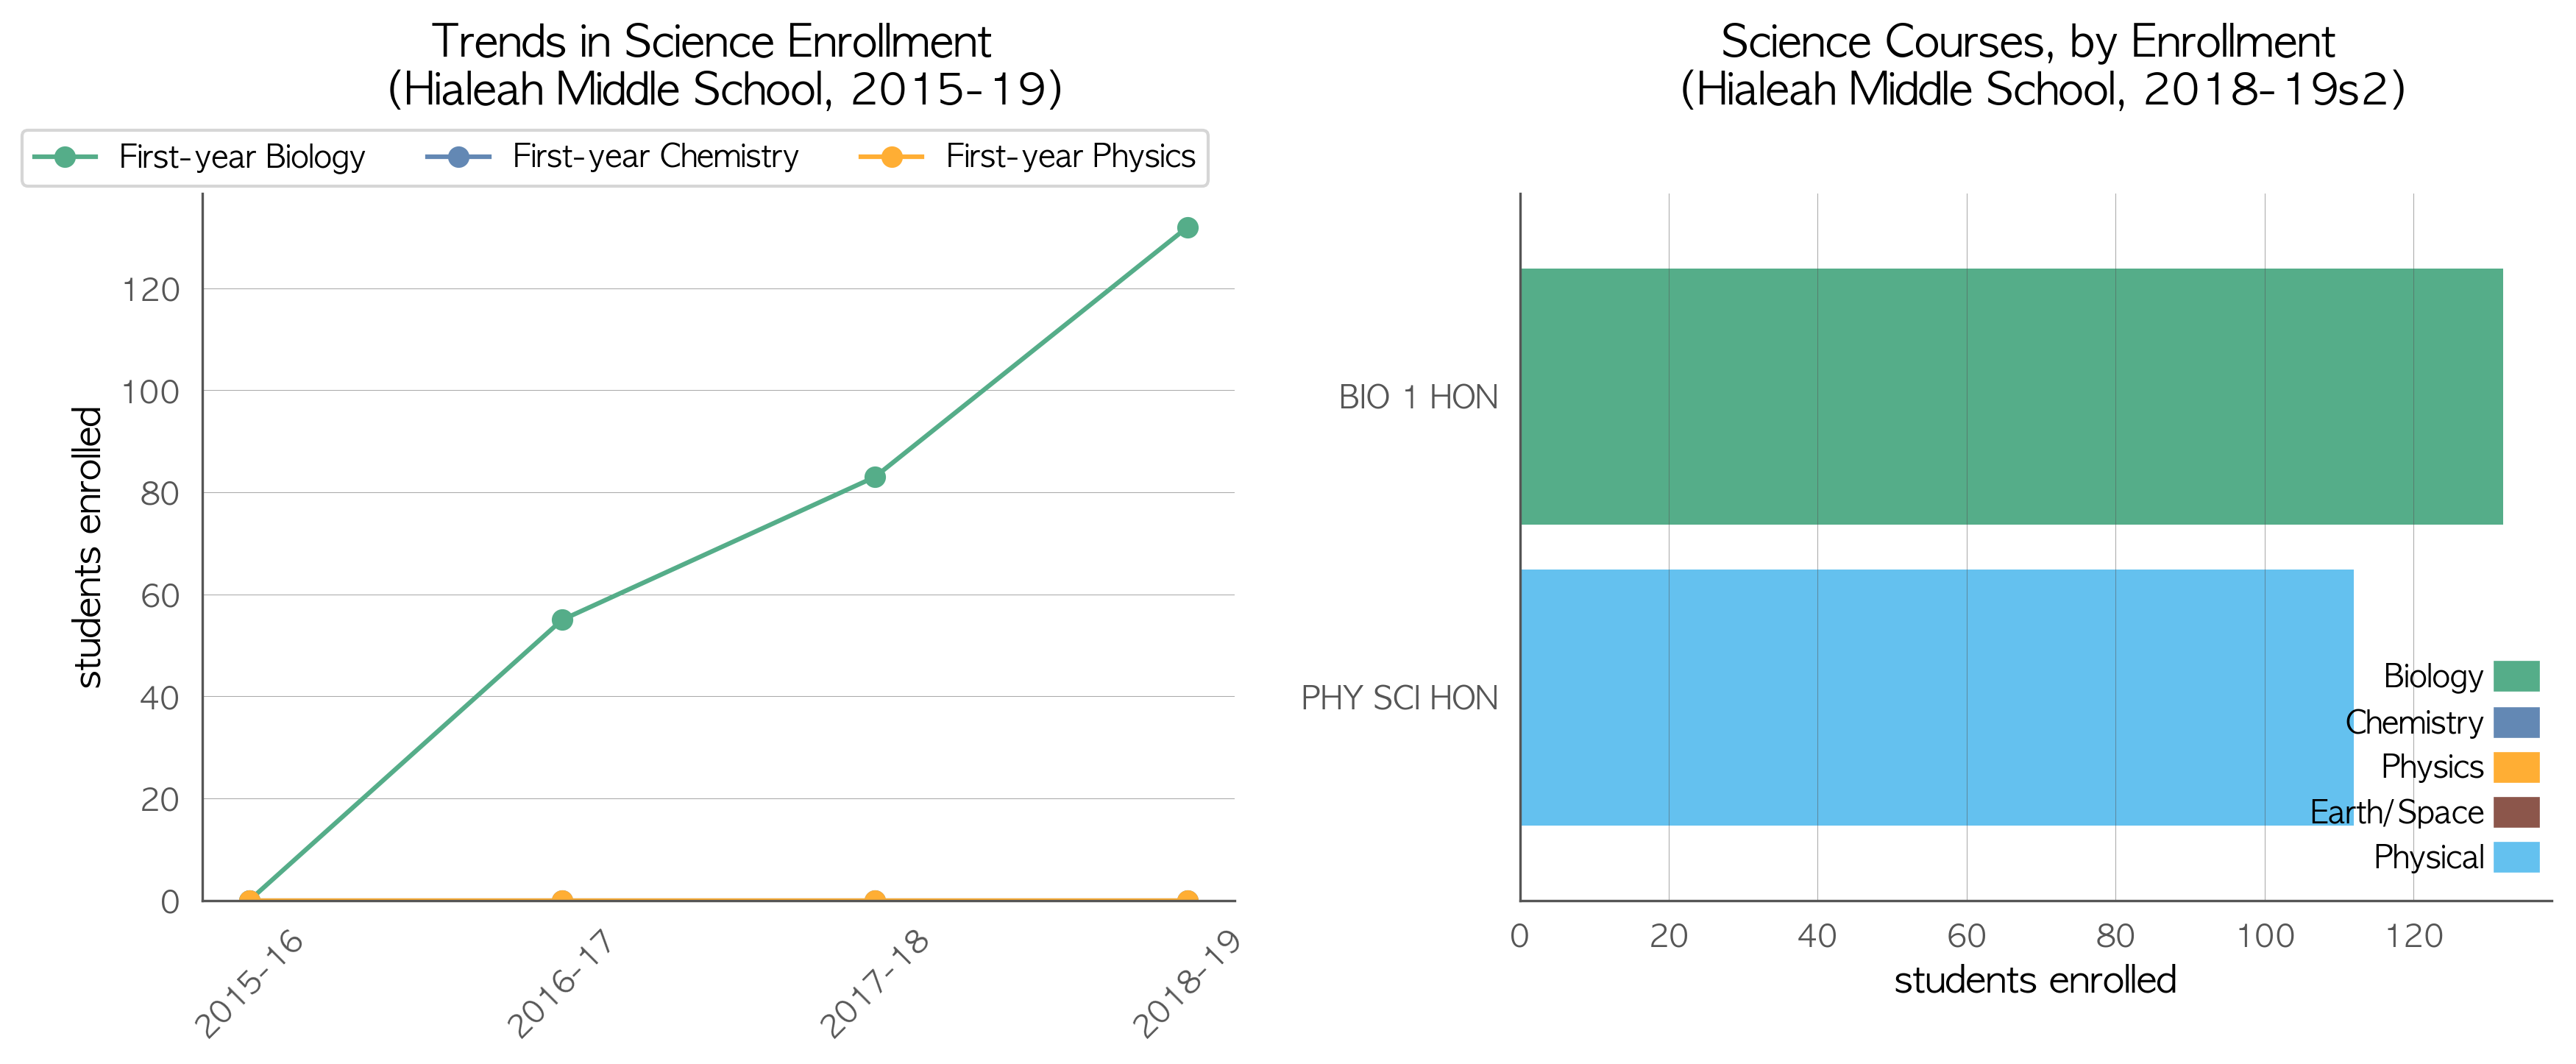 Trends in Science Enrollment
(Hialeah Middle School, 2015-19)
First-year Biology
First-year Chemistry
First-year Physics
students enrolled
120
100
80
60
40
20
0
2015-16
2016-17
2017-18
2018-19
Science Courses, by Enrollment
(Hialeah Middle School, 2018-19s2)
BIO 1 HON
PHY SCI HON
Biology
Chemistry
Physics
Earth/Space
Physical
0
20
40
60
80
100
120
students enrolled